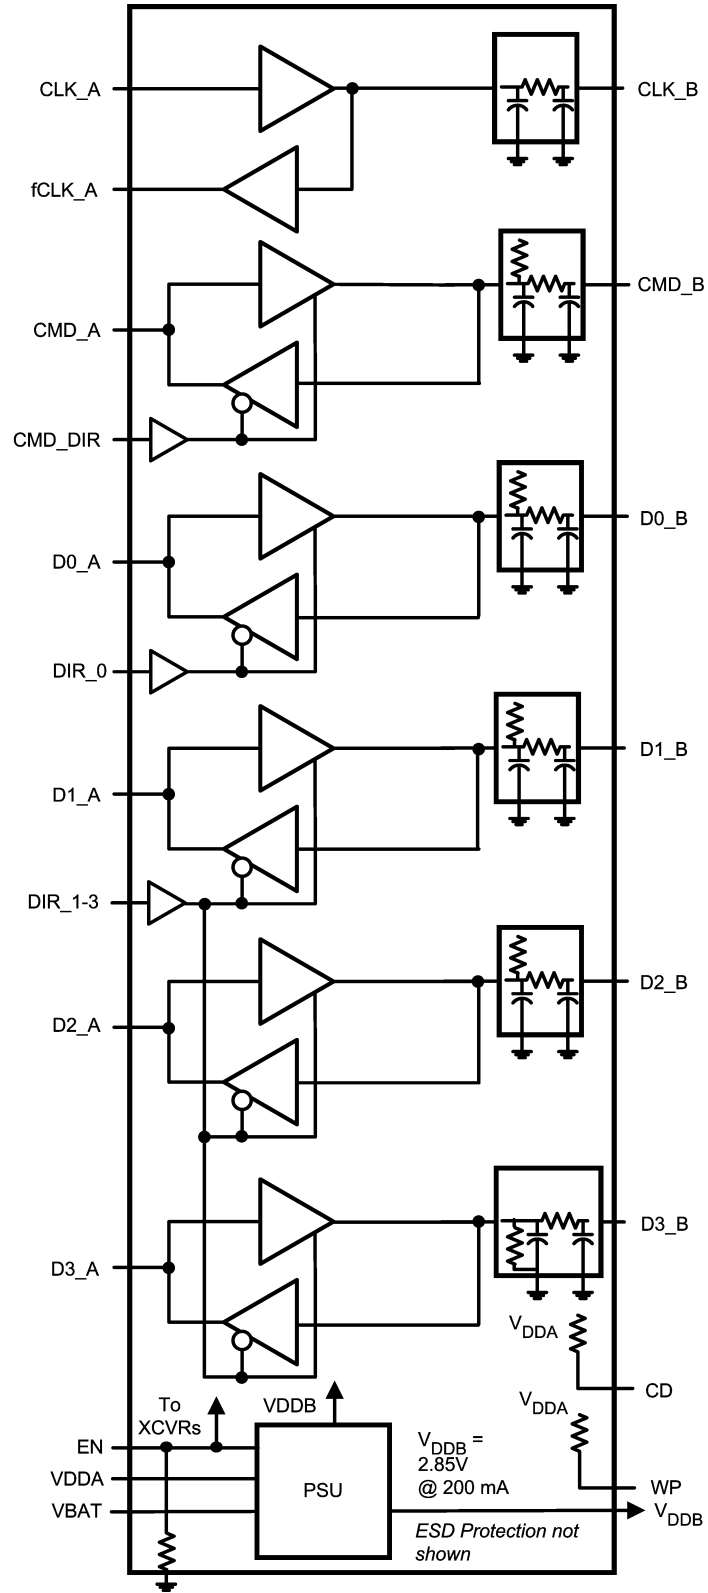 CLK_A
CLK_B
fCLK_A
CMD_B
CMD_A
CMD_DIR
D0_B
D0_A
DIR_0
D1_B
D1_A
DIR_1-3
D2_B
D2_A
D3_B
D3_A
VDDA
CD
VDDA
To
XCVRs
VDDB
EN
VDDA
VBAT
PSU
VDDB =
2.85V
@ 200 mA
WP
VDDB
ESD Protection not
shown